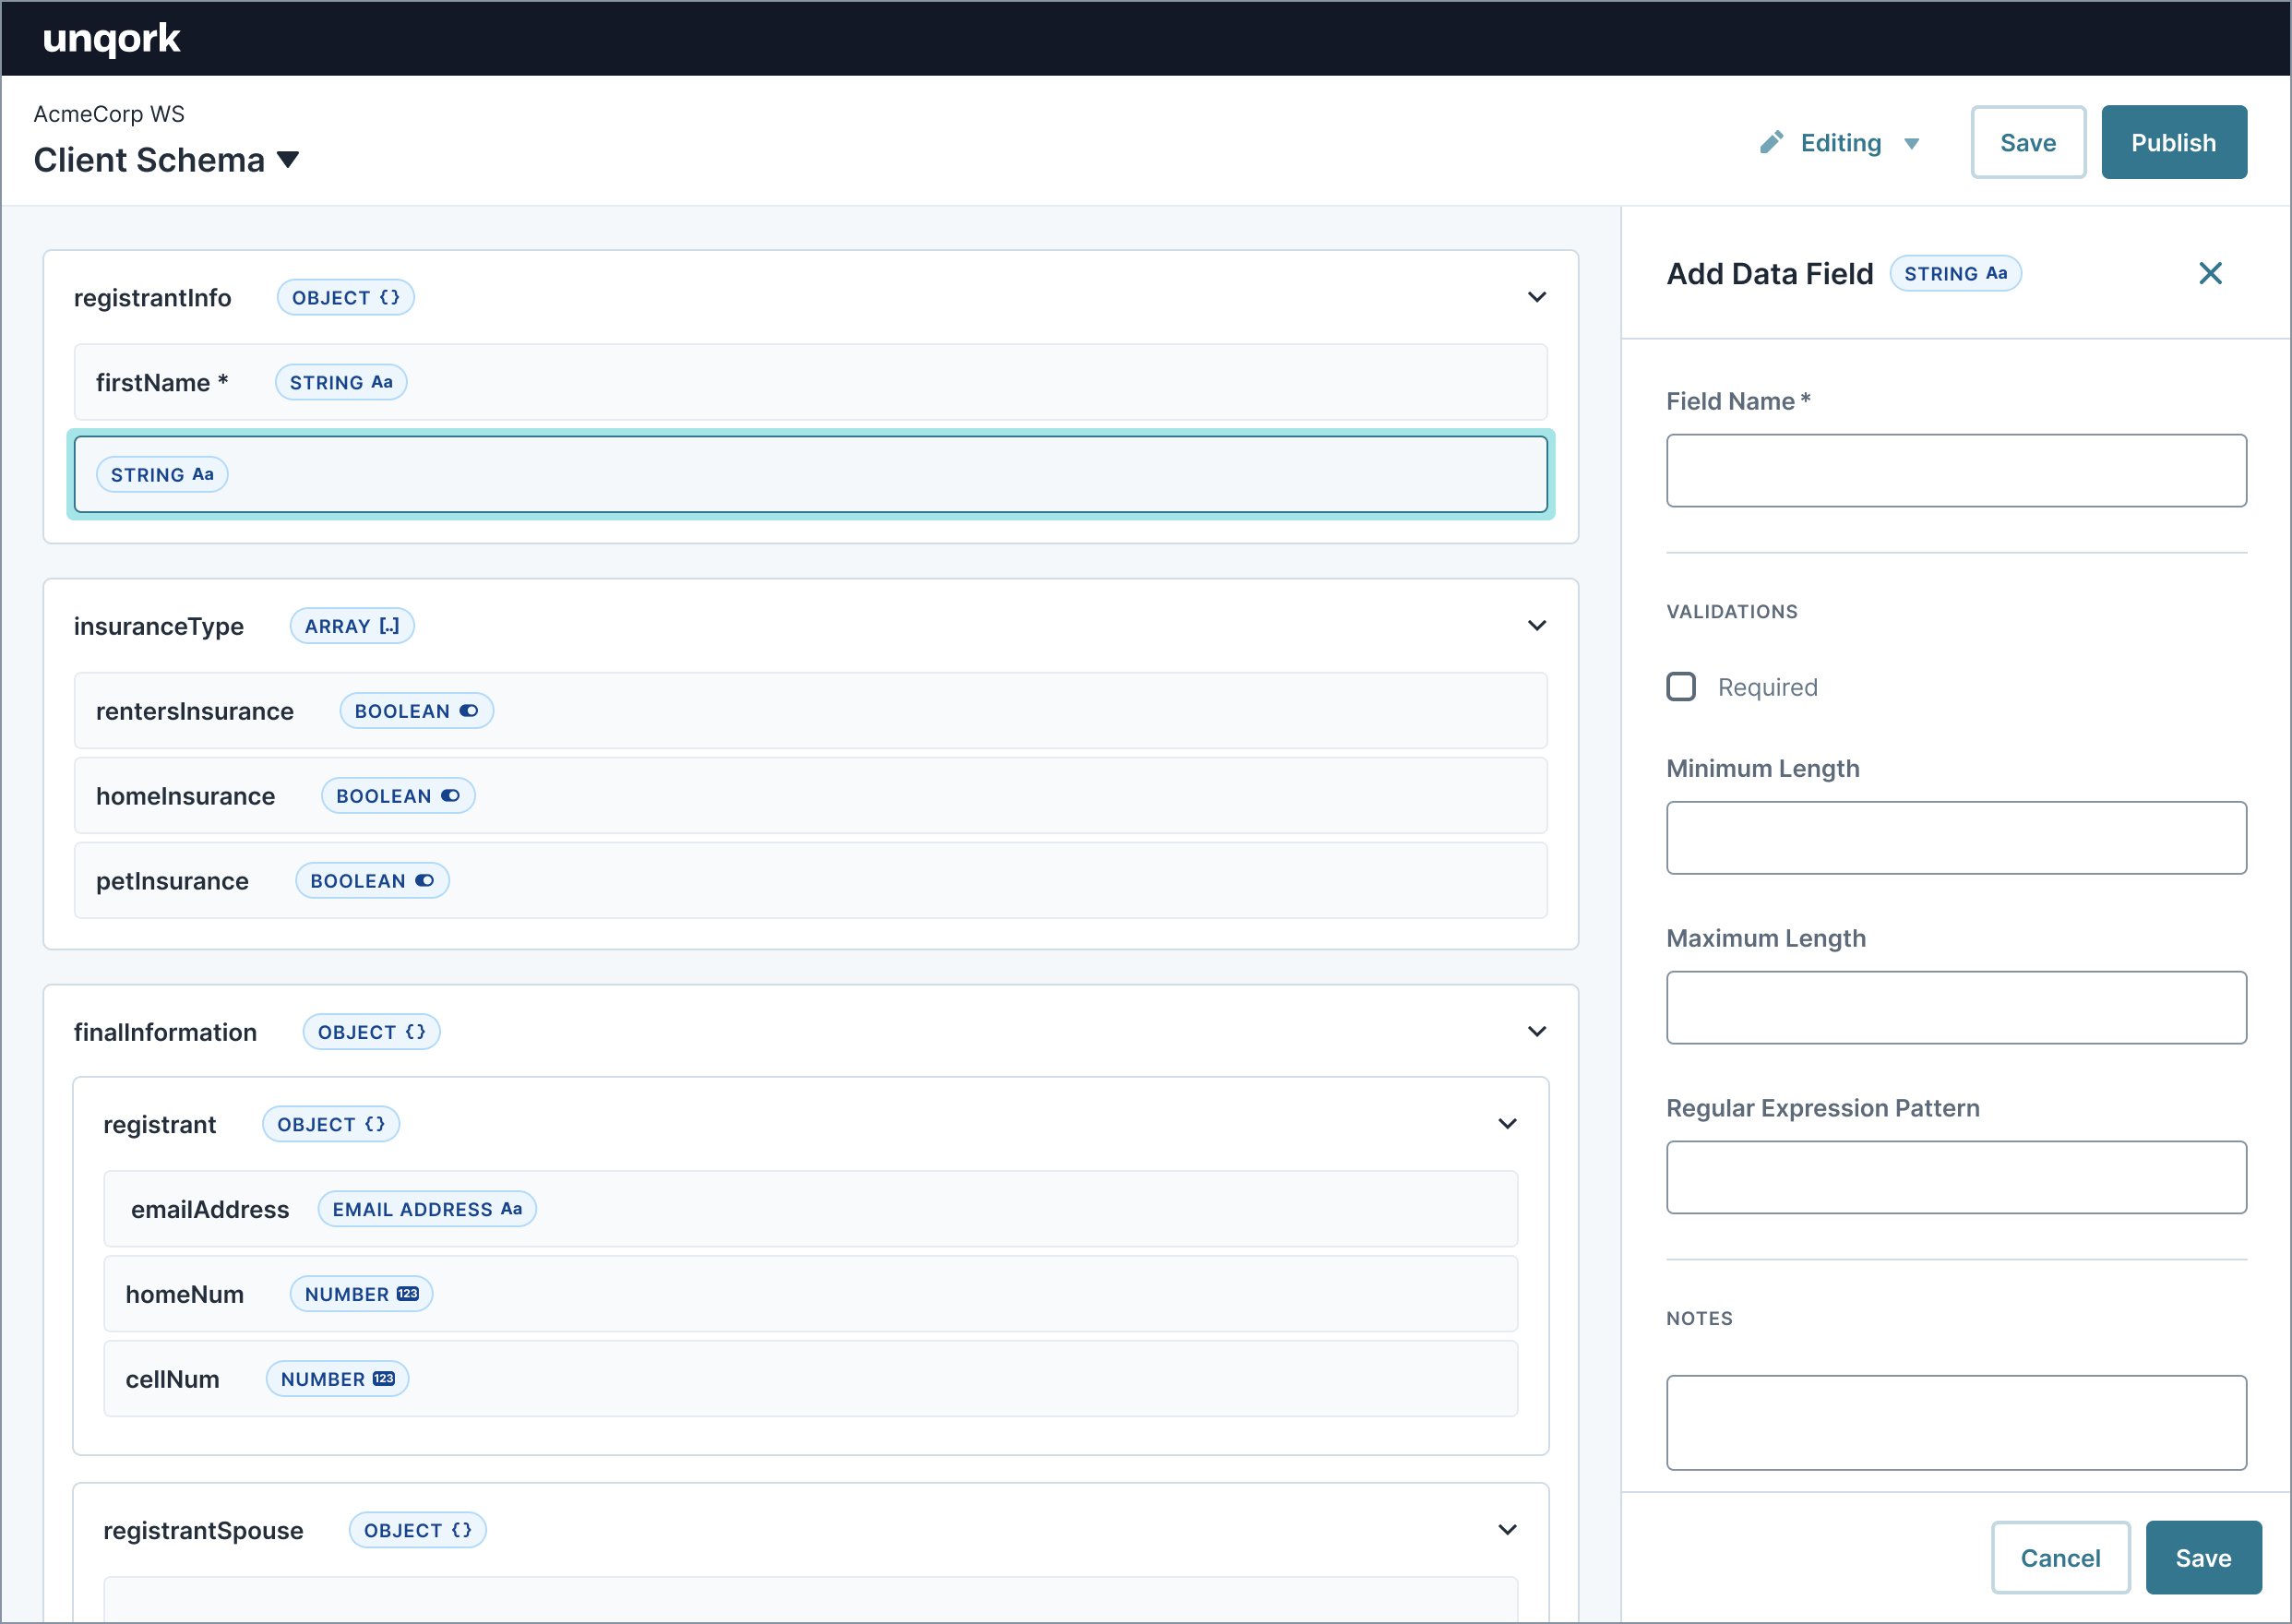 unqork
AcmeCorp WS
Client Schema
Editing
Save
Publish
registrantInfo OBJECT {}
firstName * STRING Aa
STRING Aa
insuranceType ARRAY [..]
rentersInsurance BOOLEAN
homeInsurance BOOLEAN
petInsurance BOOLEAN
finalInformation OBJECT {}
registrant OBJECT {}
emailAddress EMAIL ADDRESS Aa
homeNum NUMBER 123
cellNum NUMBER 123
registrantSpouse OBJECT {}
Add Data Field STRING Aa
Field Name *
VALIDATIONS
Required
Minimum Length
Maximum Length
Regular Expression Pattern
NOTES
Cancel
Save